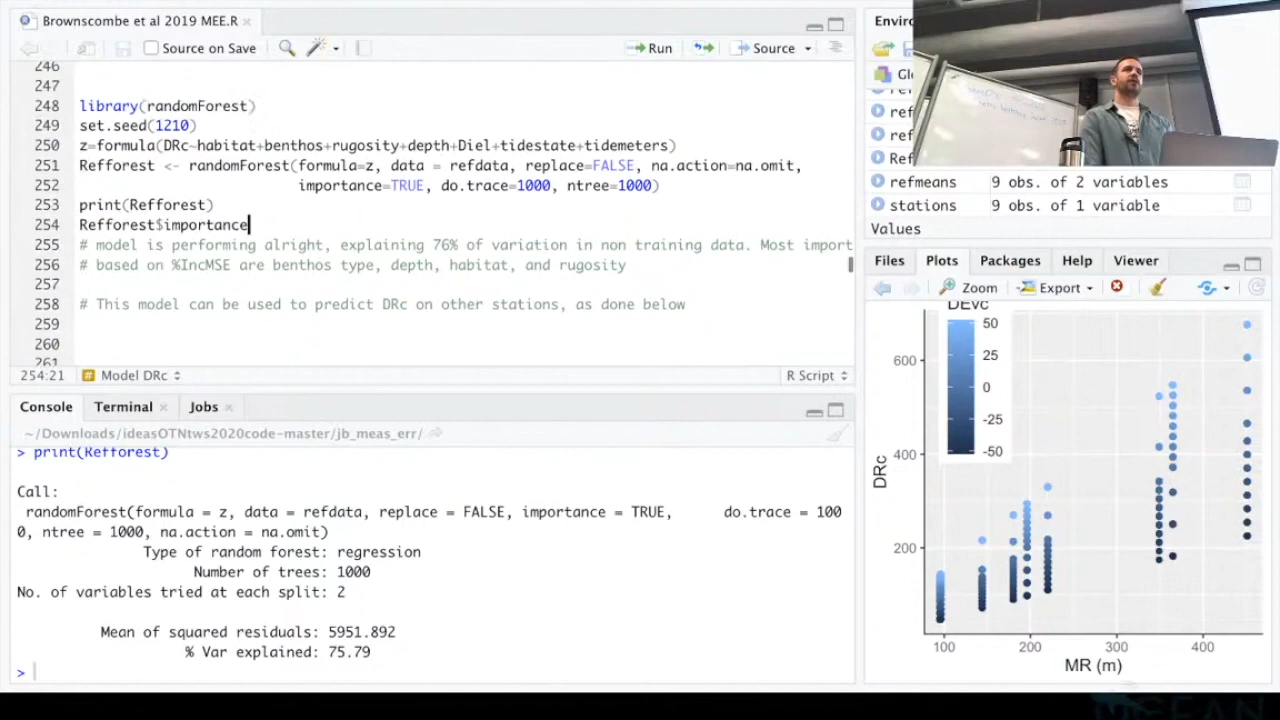 Brownscombe et al 2019 MEE.R
Source on Save
Run
Source
246
247
248 library(randomForest)
249 set.seed(1210)
250 z=formula(DRc~habitat+benthos+rugosity+depth+Diel+tidestate+tidemeters)
251 Refforest <- randomForest(formula=z, data = refdata, replace=FALSE, na.action=na.omit,
252 importance=TRUE, do.trace=1000, ntree=1000)
253 print(Refforest)
254 Refforest$importance
255 # model is performing alright, explaining 76% of variation in non training data. Most import
256 # based on %IncMSE are benthos type, depth, habitat, and rugosity
257
258 # This model can be used to predict DRc on other stations, as done below
259
260
261
254:21 Model DRc R Script
Console Terminal Jobs
~/Downloads/ideasOTNtws2020code-master/jb_meas_err/
> print(Refforest)
Call:
randomForest(formula = z, data = refdata, replace = FALSE, importance = TRUE, do.trace = 100
0, ntree = 1000, na.action = na.omit)
Type of random forest: regression
Number of trees: 1000
No. of variables tried at each split: 2
Mean of squared residuals: 5951.892
% Var explained: 75.79
>
Enviro
Glo
refmeans 9 obs. of 2 variables
stations 9 obs. of 1 variable
Values
Files Plots Packages Help Viewer
Zoom Export
DEvc
50
25
0
-25
-50
600
400
200
DRc
100 200 300 400
MR (m)